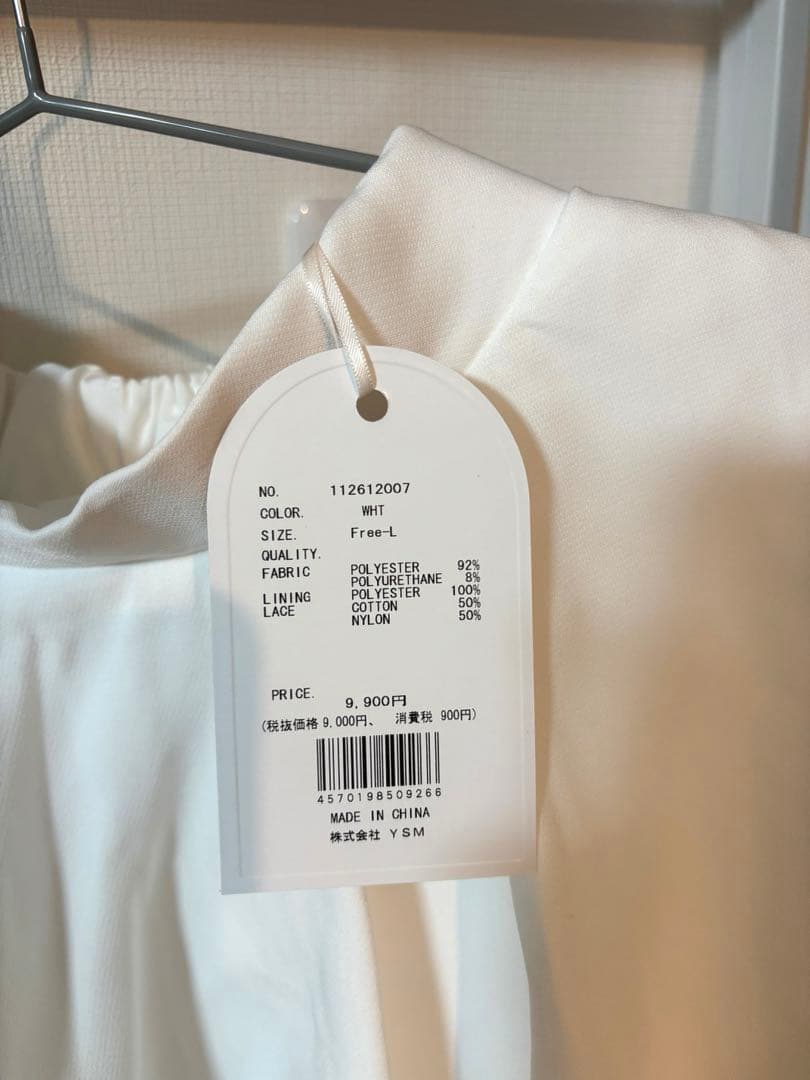 NO. 112612007
COLOR. WHT
SIZE. Free-L
QUALITY.
FABRIC POLYESTER 92%
POLYURETHANE 8%
LINING POLYESTER 100%
LACE COTTON 50%
NYLON 50%
PRICE. 9,900円
(税抜価格 9,000円、 消費税 900円)
4570198509266
MADE IN CHINA
株式会社 YSM